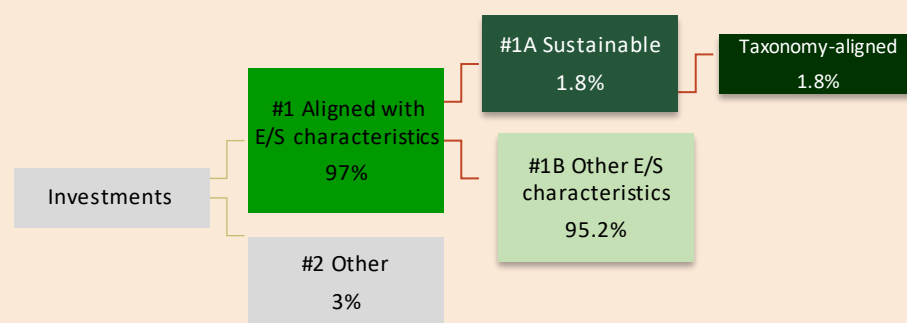 Investments
#1 Aligned with
E/S characteristics
97%
#2 Other
3%
#1A Sustainable
1.8%
#1B Other E/S
characteristics
95.2%
Taxonomy-aligned
1.8%